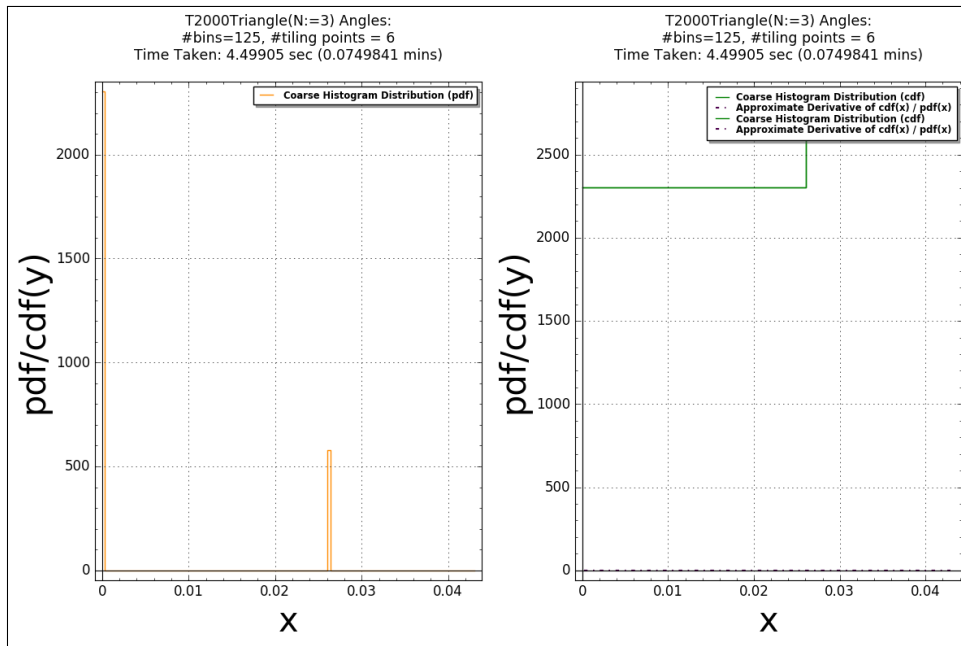 T2000Triangle(N:=3) Angles:
#bins=125, #tiling points = 6
Time Taken: 4.49905 sec (0.0749841 mins)
Coarse Histogram Distribution (pdf)
2000
1500
1000
500
0
pdf/cdf(y)
0
0.01
0.02
0.03
0.04
x
T2000Triangle(N:=3) Angles:
#bins=125, #tiling points = 6
Time Taken: 4.49905 sec (0.0749841 mins)
Coarse Histogram Distribution (cdf)
Approximate Derivative of cdf(x) / pdf(x)
Coarse Histogram Distribution (cdf)
Approximate Derivative of cdf(x) / pdf(x)
2500
2000
1500
1000
500
0
pdf/cdf(y)
0
0.01
0.02
0.03
0.04
x